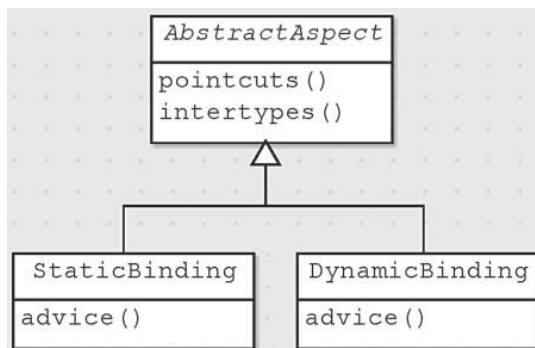 AbstractAspect
pointcuts()
intertypes()
StaticBinding
advice()
DynamicBinding
advice()